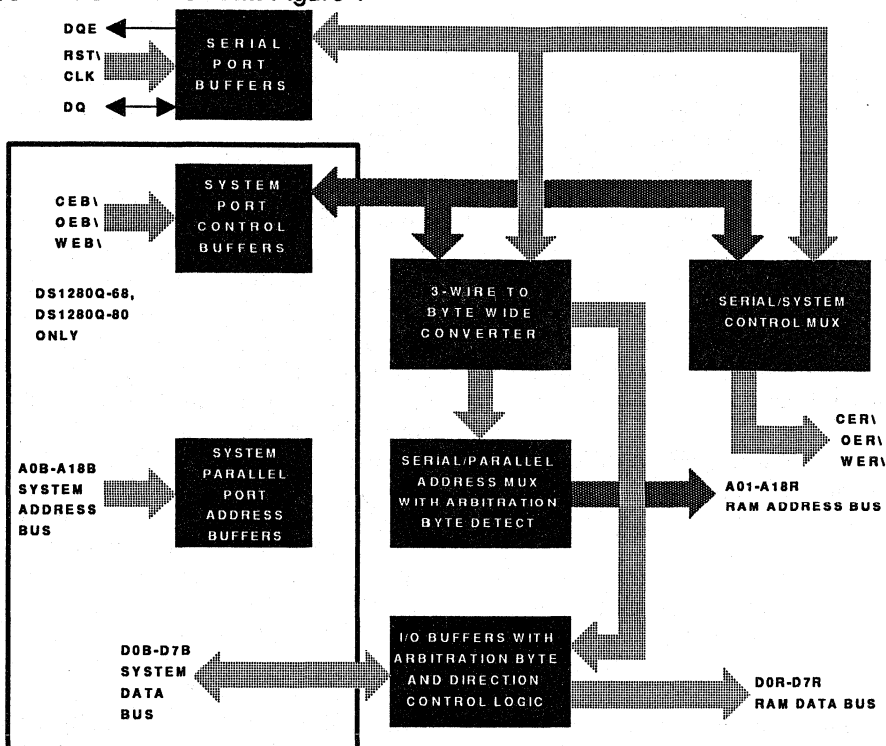 DQE
RST\
CLK
DQ
SERIAL
PORT
BUFFERS
CEB\
OEB\
WEB\
SYSTEM
PORT
CONTROL
BUFFERS
DS1280Q-68,
DS1280Q-80
ONLY
3-WIRE TO
BYTE WIDE
CONVERTER
SERIAL/SYSTEM
CONTROL MUX
CER\
OER\
WER\
A0B-A18B
SYSTEM
ADDRESS
BUS
SYSTEM
PARALLEL
PORT
ADDRESS
BUFFERS
SERIAL/PARALLEL
ADDRESS MUX
WITH ARBITRATION
BYTE DETECT
A01-A18R
RAM ADDRESS BUS
D0B-D7B
SYSTEM
DATA
BUS
I/O BUFFERS WITH
ARBITRATION BYTE
AND DIRECTION
CONTROL LOGIC
D0R-D7R
RAM DATA BUS